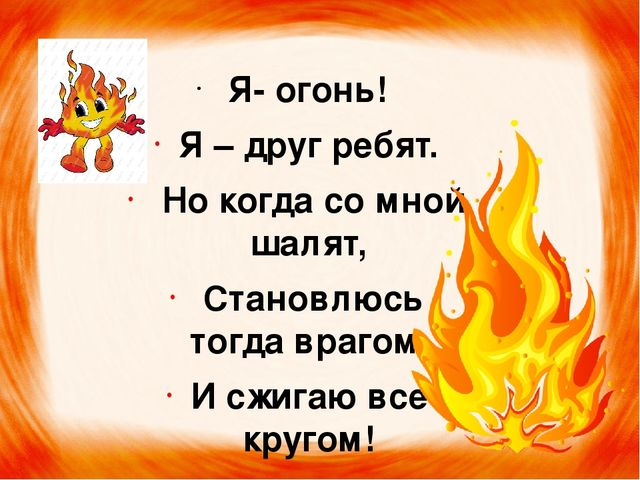 Я- огонь!
Я – друг ребят.
Но когда со мной
шалят,
Становлюсь
тогда врагом
И сжигаю все
кругом!